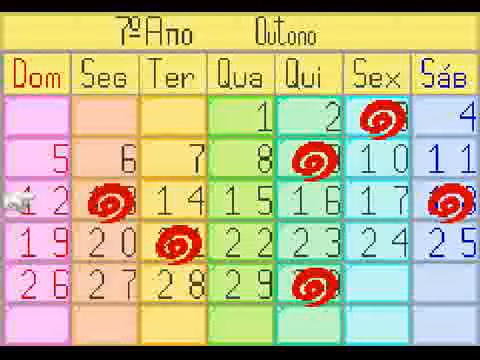 7º Ano Outono
Dom Seg Ter Qua Qui Sex Sáb
1 2 4
5 6 7 8 10 11
12 14 15 16 17
19 20 22 23 24 25
26 27 28 29